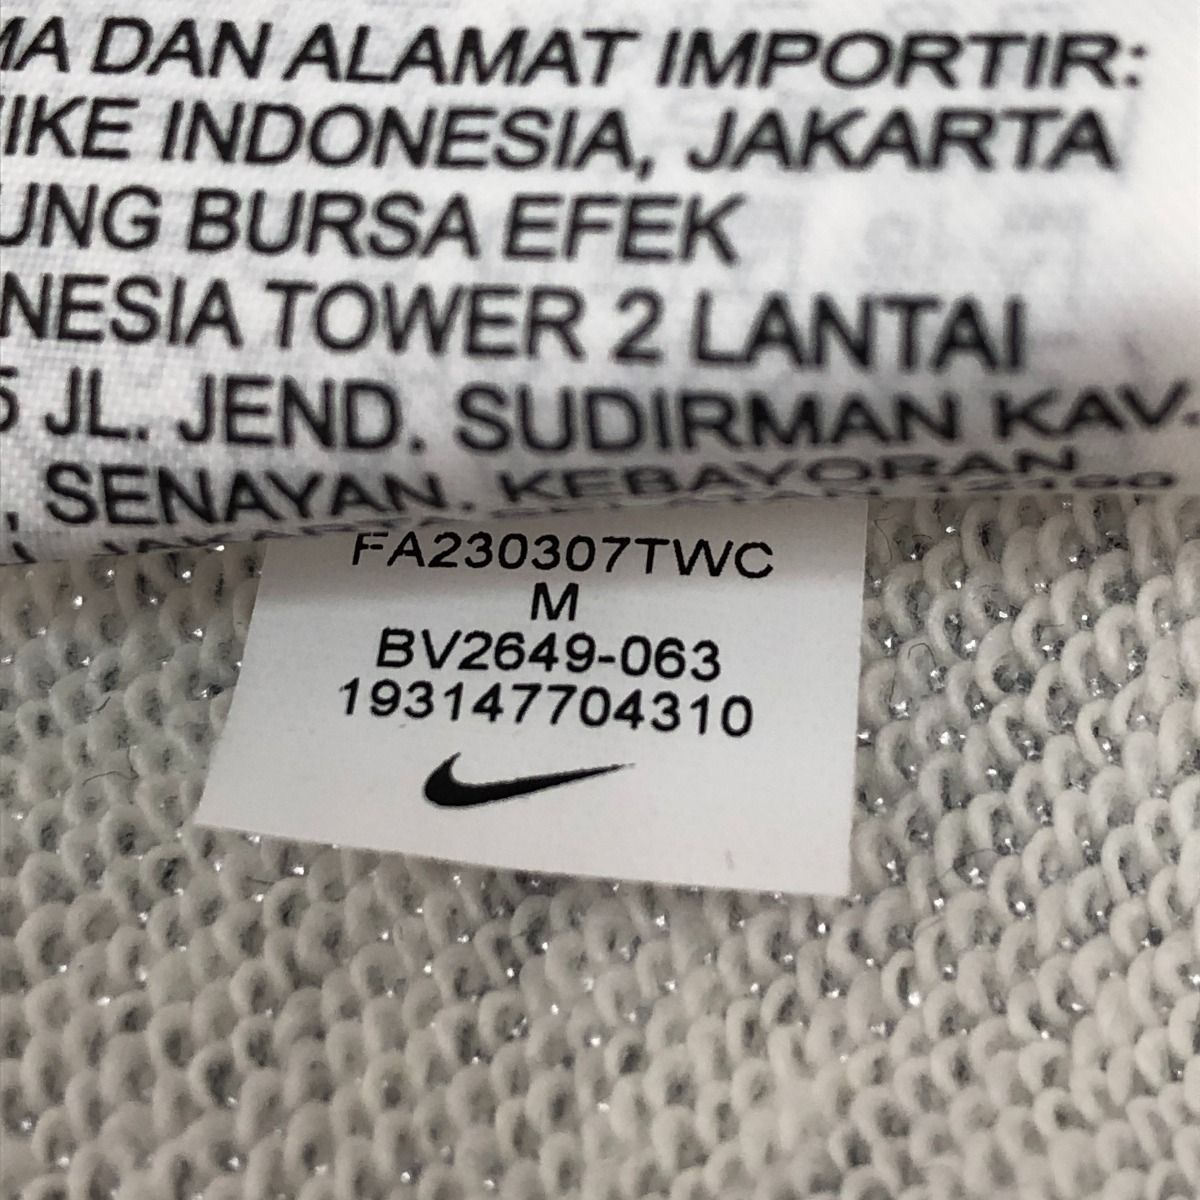 MA DAN ALAMAT IMPORTIR:
NIKE INDONESIA, JAKARTA
UNG BURSA EFEK
NESIA TOWER 2 LANTAI
5 JL. JEND. SUDIRMAN KAV.
, SENAYAN, KEBAYORAN
FA230307TWC
M
BV2649-063
193147704310